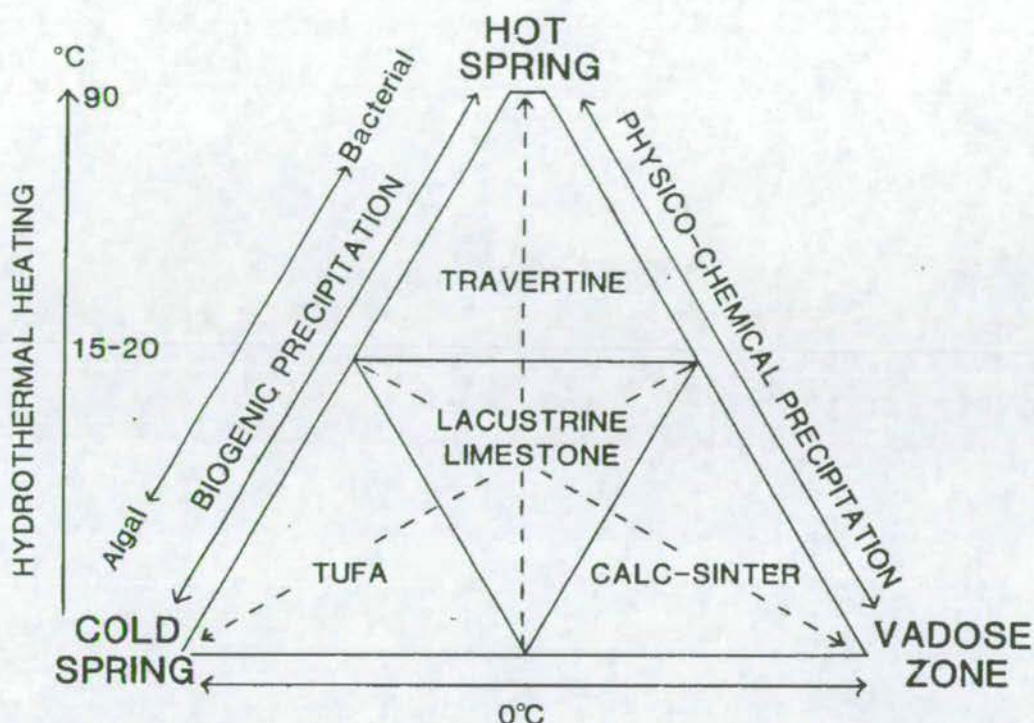 HOT
SPRING
°C
90
HYDROTHERMAL HEATING
Bacterial
BIOGENIC PRECIPITATION
PHYSICO-CHEMICAL PRECIPITATION
TRAVERTINE
15-20
LACUSTRINE
LIMESTONE
Algal
TUFA
CALC-SINTER
COLD
SPRING
VADOSE
ZONE
0°C